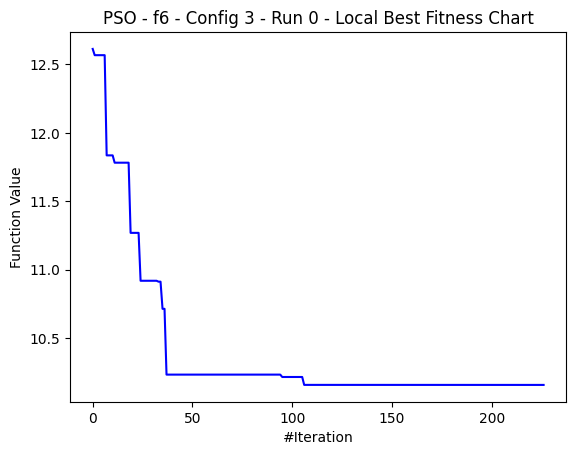 PSO - f6 - Config 3 - Run 0 - Local Best Fitness Chart
12.5
12.0
11.5
11.0
10.5
Function Value
0 50 100 150 200
#Iteration